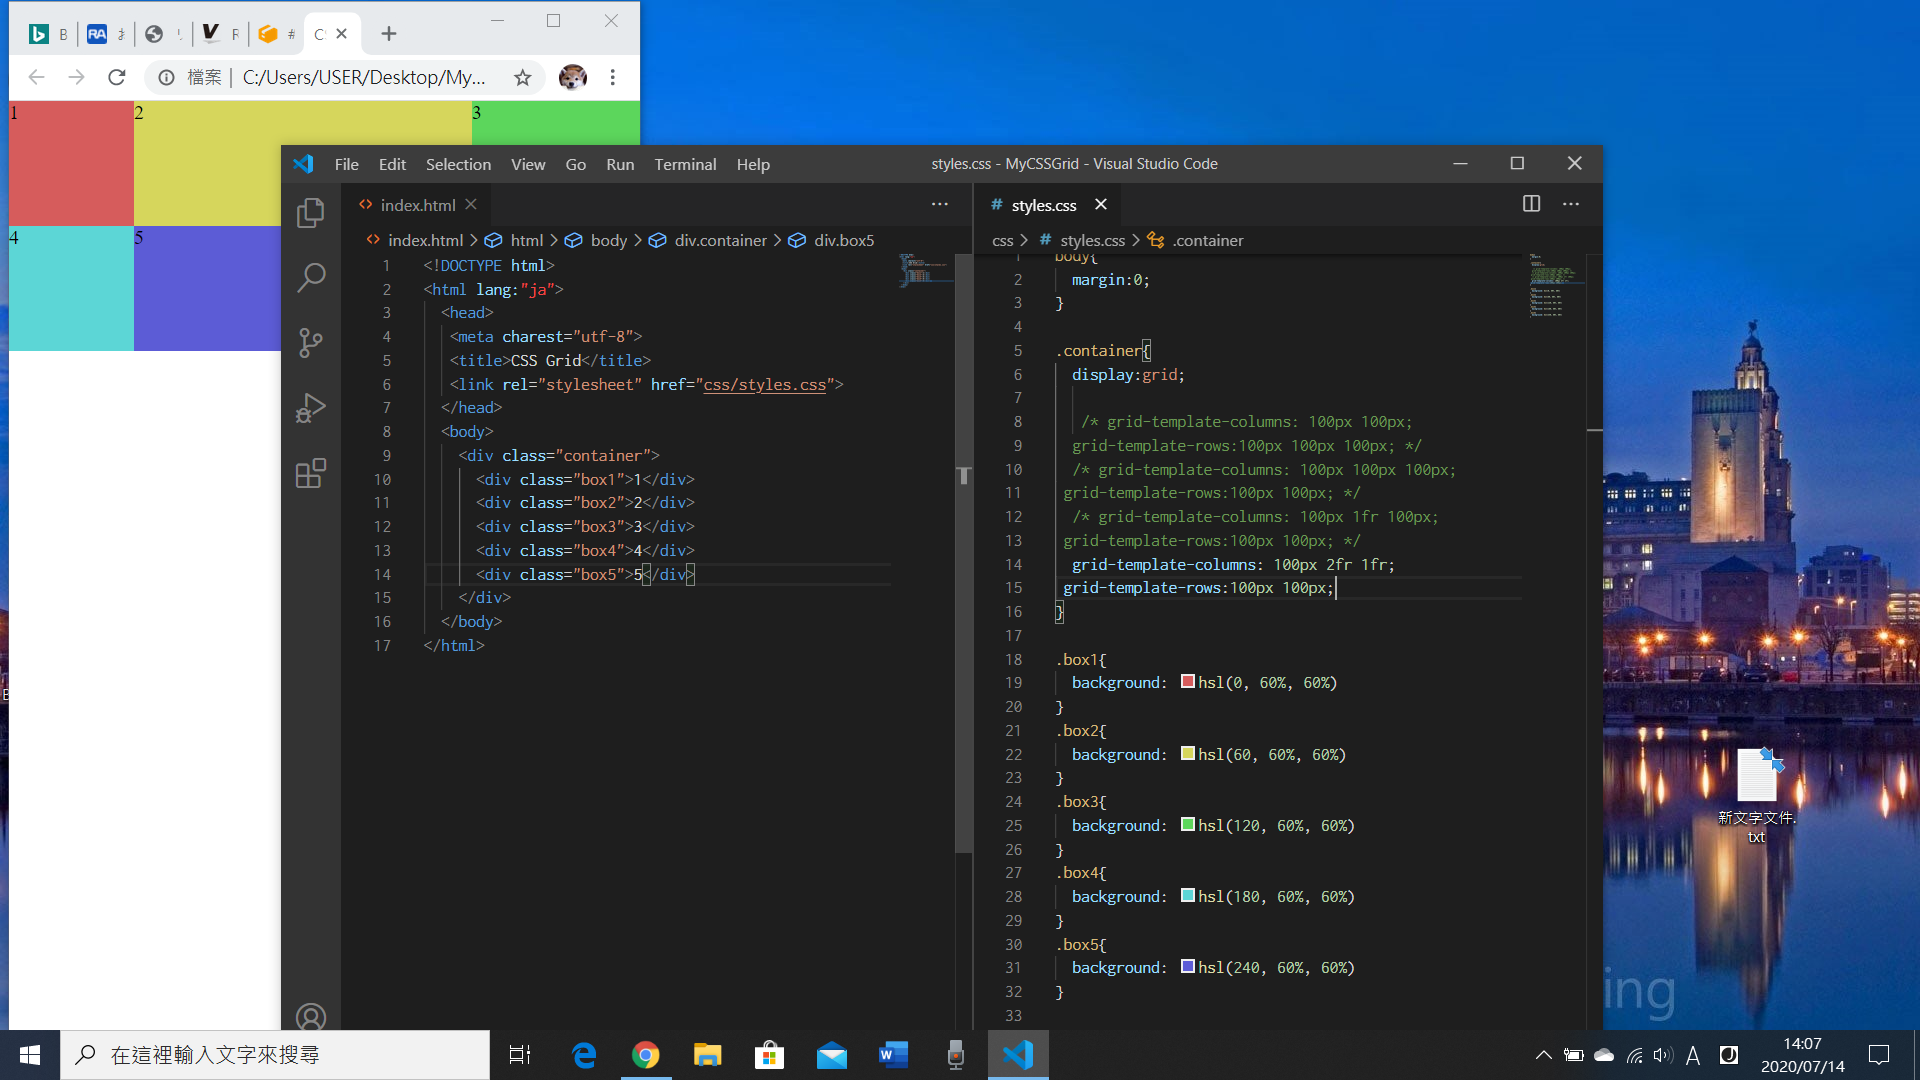 B
RA
R
#
C
檔案 | C:/Users/USER/Desktop/My...
1
2
3
4
5
File Edit Selection View Go Run Terminal Help
styles.css - MyCSSGrid - Visual Studio Code
index.html
index.html > html > body > div.container > div.box5
1 <!DOCTYPE html>
2 <html lang:"ja">
3 <head>
4 <meta charest="utf-8">
5 <title>CSS Grid</title>
6 <link rel="stylesheet" href="css/styles.css">
7 </head>
8 <body>
9 <div class="container">
10 <div class="box1">1</div>
11 <div class="box2">2</div>
12 <div class="box3">3</div>
13 <div class="box4">4</div>
14 <div class="box5">5</div>
15 </div>
16 </body>
17 </html>
# styles.css
css > # styles.css > .container
1 body{
2 margin:0;
3 }
4
5 .container{
6 display:grid;
7
8 /* grid-template-columns: 100px 100px;
9 grid-template-rows:100px 100px 100px; */
10 /* grid-template-columns: 100px 100px 100px;
11 grid-template-rows:100px 100px; */
12 /* grid-template-columns: 100px 1fr 100px;
13 grid-template-rows:100px 100px; */
14 grid-template-columns: 100px 2fr 1fr;
15 grid-template-rows:100px 100px;
16 }
17
18 .box1{
19 background: hsl(0, 60%, 60%)
20 }
21 .box2{
22 background: hsl(60, 60%, 60%)
23 }
24 .box3{
25 background: hsl(120, 60%, 60%)
26 }
27 .box4{
28 background: hsl(180, 60%, 60%)
29 }
30 .box5{
31 background: hsl(240, 60%, 60%)
32 }
33
新文字文件.
txt
ing
在這裡輸入文字來搜尋
A
J
14:07
2020/07/14